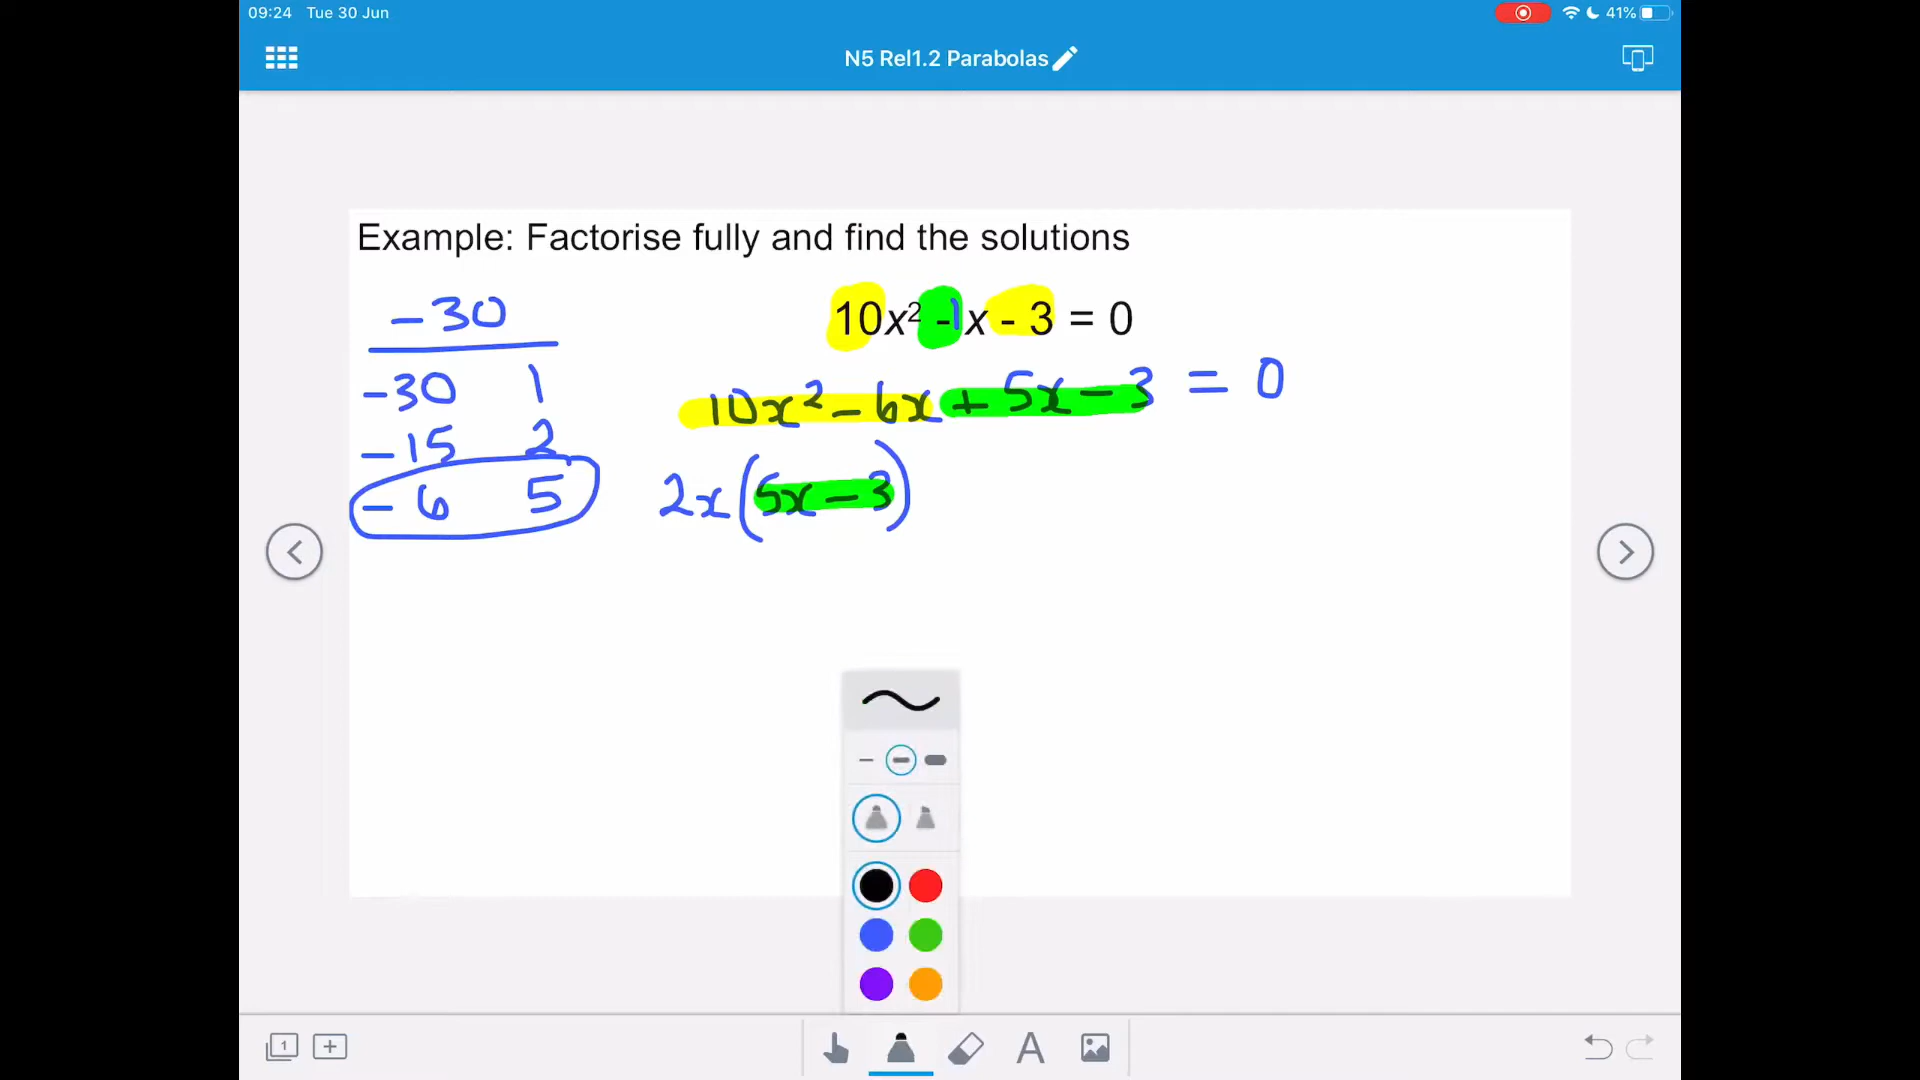 09:24 Tue 30 Jun 41%
N5 Rel1.2 Parabolas
Example: Factorise fully and find the solutions
10x² -1x - 3 = 0
-30
-30 1
-15 2
-6 5
10x² - 6x + 5x - 3 = 0
2x(5x - 3)
1
A